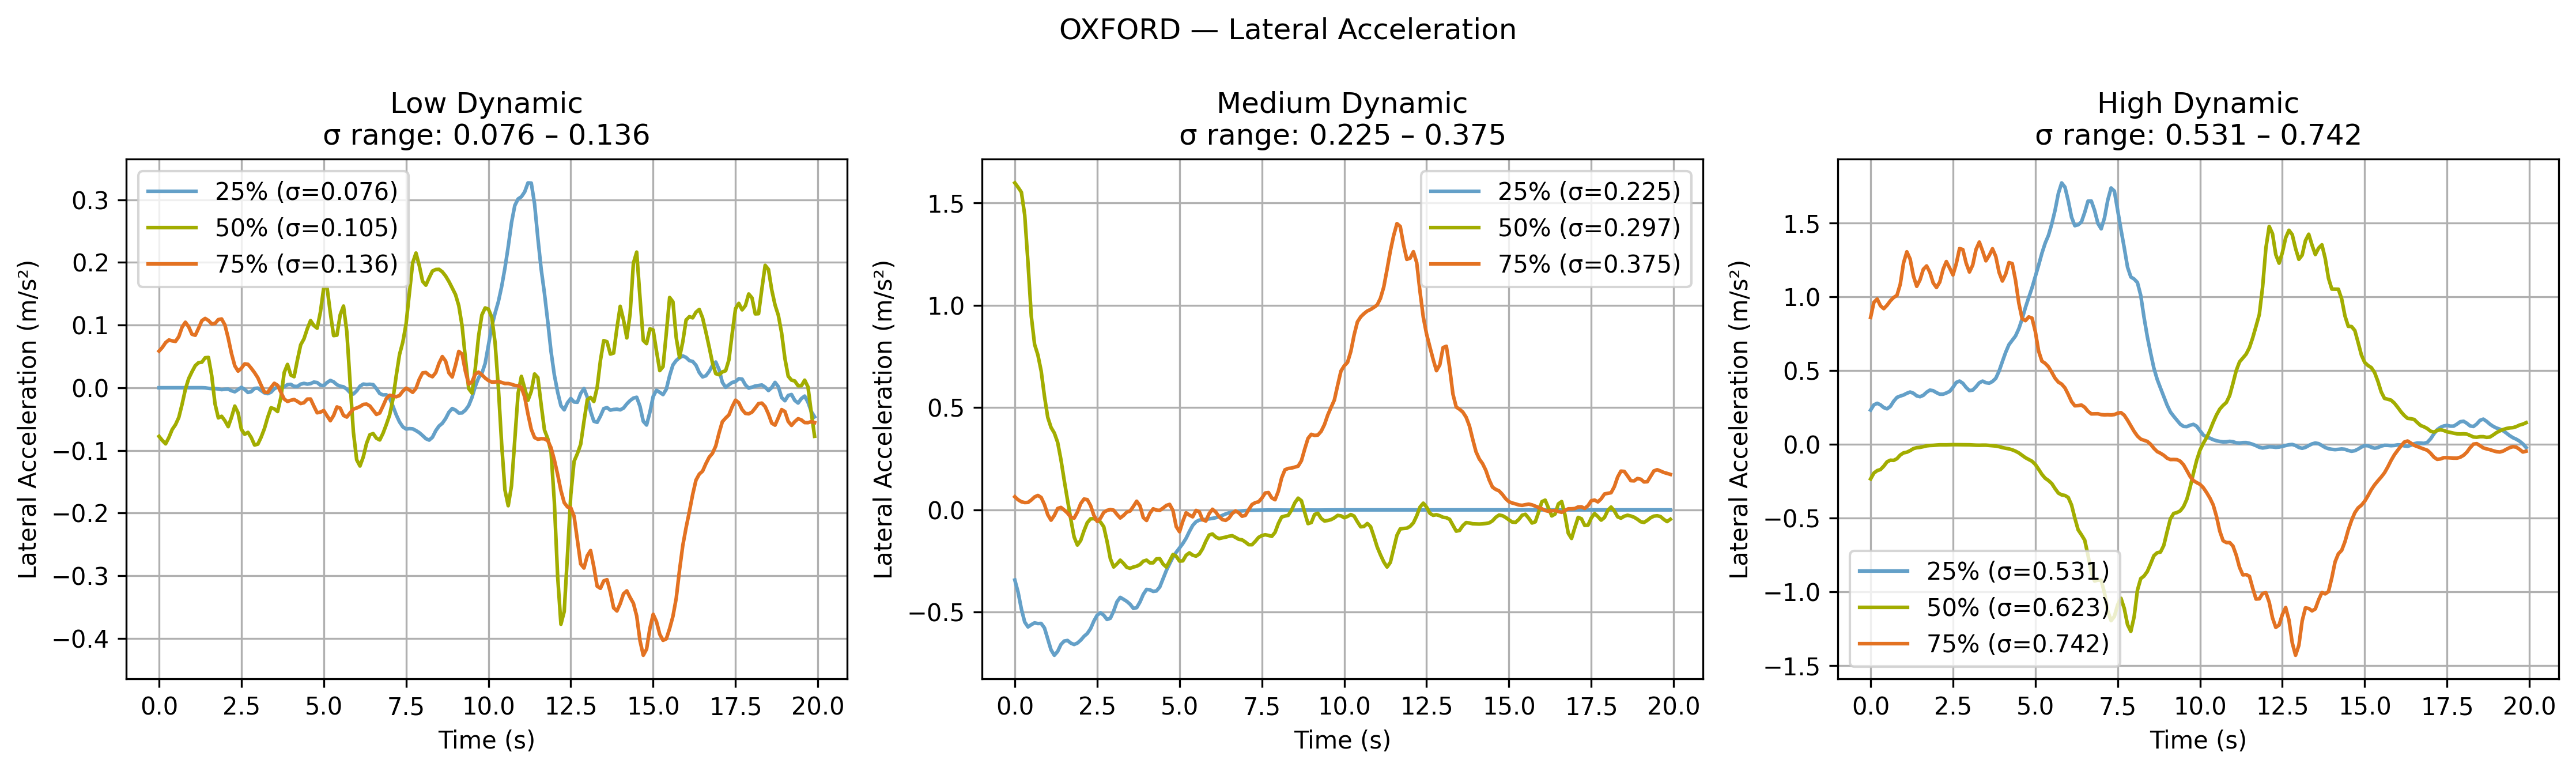 OXFORD — Lateral Acceleration
Low Dynamic
σ range: 0.076 – 0.136
Lateral Acceleration (m/s²)
0.3
0.2
0.1
0.0
−0.1
−0.2
−0.3
−0.4
25% (σ=0.076)
50% (σ=0.105)
75% (σ=0.136)
0.0 2.5 5.0 7.5 10.0 12.5 15.0 17.5 20.0
Time (s)
Medium Dynamic
σ range: 0.225 – 0.375
Lateral Acceleration (m/s²)
1.5
1.0
0.5
0.0
−0.5
25% (σ=0.225)
50% (σ=0.297)
75% (σ=0.375)
0.0 2.5 5.0 7.5 10.0 12.5 15.0 17.5 20.0
Time (s)
High Dynamic
σ range: 0.531 – 0.742
Lateral Acceleration (m/s²)
1.5
1.0
0.5
0.0
−0.5
−1.0
−1.5
25% (σ=0.531)
50% (σ=0.623)
75% (σ=0.742)
0.0 2.5 5.0 7.5 10.0 12.5 15.0 17.5 20.0
Time (s)